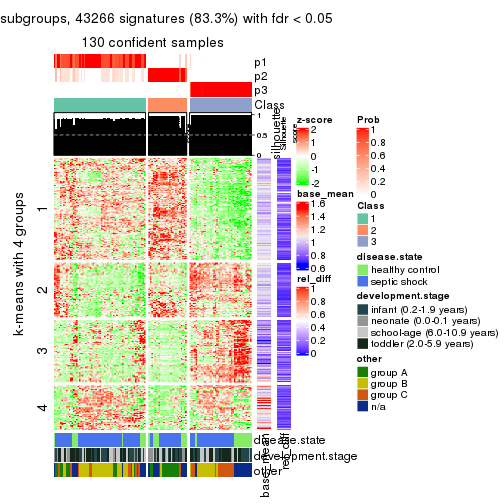 subgroups, 43266 signatures (83.3%) with fdr < 0.05
130 confident samples
p1
p2
p3
Class
1
0.5
0
silhouette
Silhouette
score
k-means with 4 groups
1
2
3
4
disease.state
development.stage
other
base_mean
rel_diff
z-score
2
1
0
-1
-2
base_mean
1.6
1.4
1.2
1
0.8
0.6
rel_diff
1
0.8
0.6
0.4
0.2
0
Prob
1
0.8
0.6
0.4
0.2
0
Class
1
2
3
disease.state
healthy control
septic shock
development.stage
infant (0.2-1.9 years)
neonate (0.0-0.1 years)
school-age (6.0-10.9 years)
toddler (2.0-5.9 years)
other
group A
group B
group C
n/a